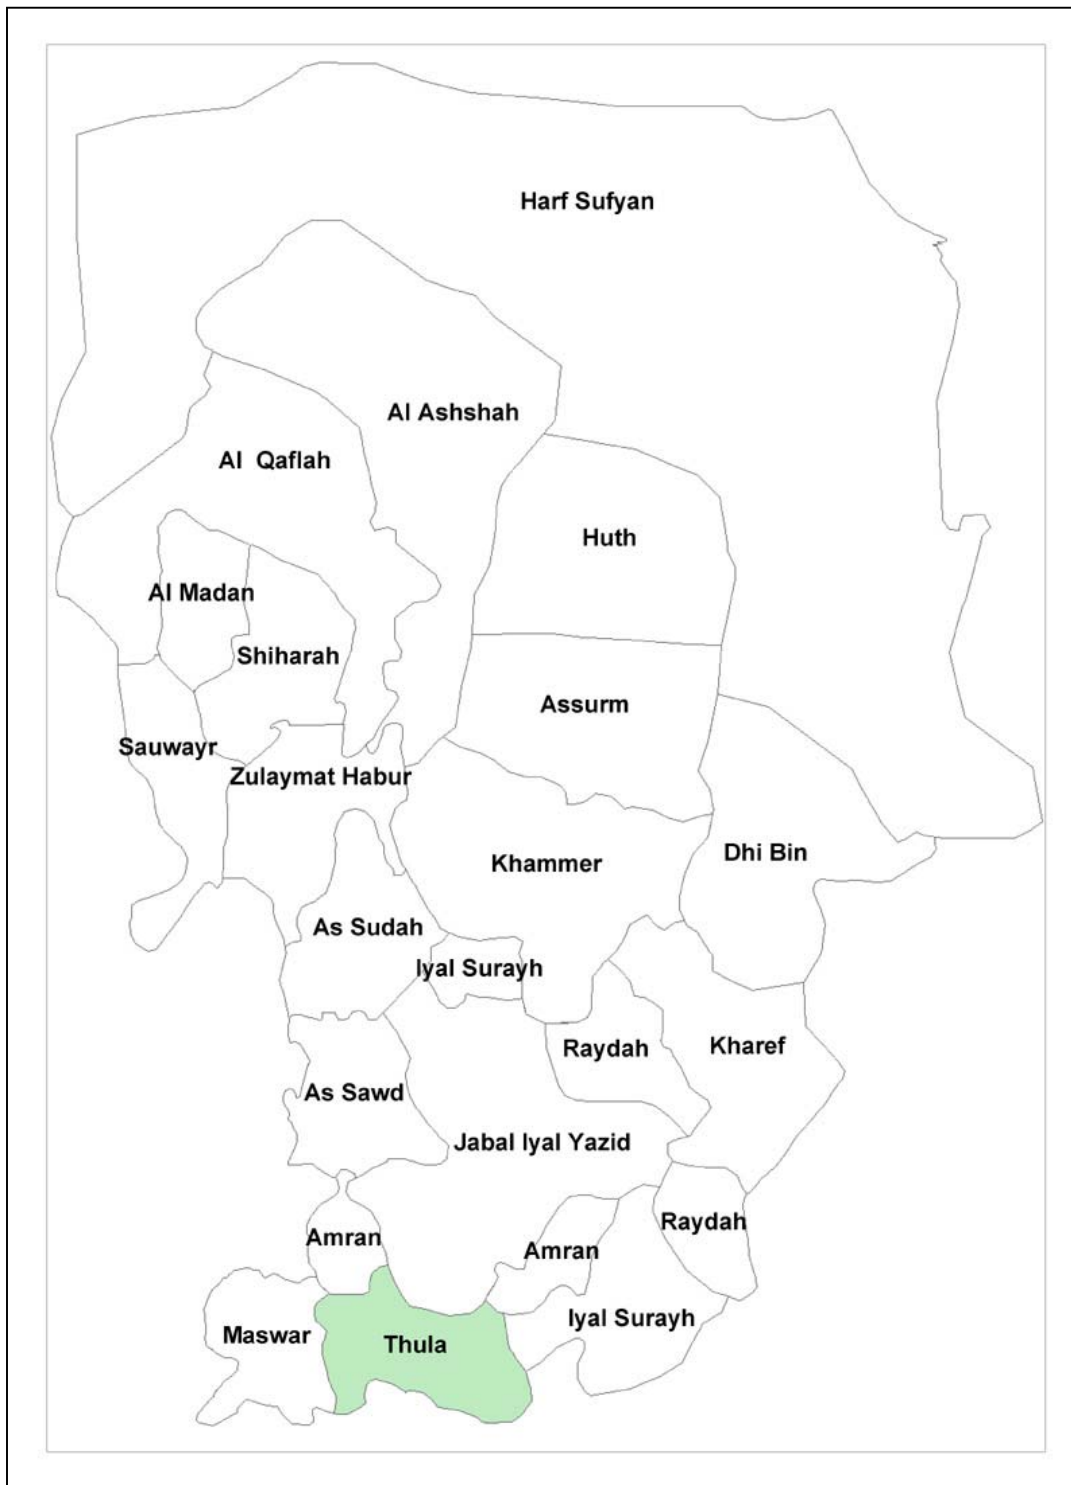 Harf Sufyan
Al Ashshah
Al Qaflah
Huth
Al Madan
Shiharah
Assurm
Sauwayr
Zulaymat Habur
Dhi Bin
Khammer
As Sudah
Iyal Surayh
Raydah
Kharef
As Sawd
Jabal Iyal Yazid
Raydah
Amran
Amran
Iyal Surayh
Maswar
Thula